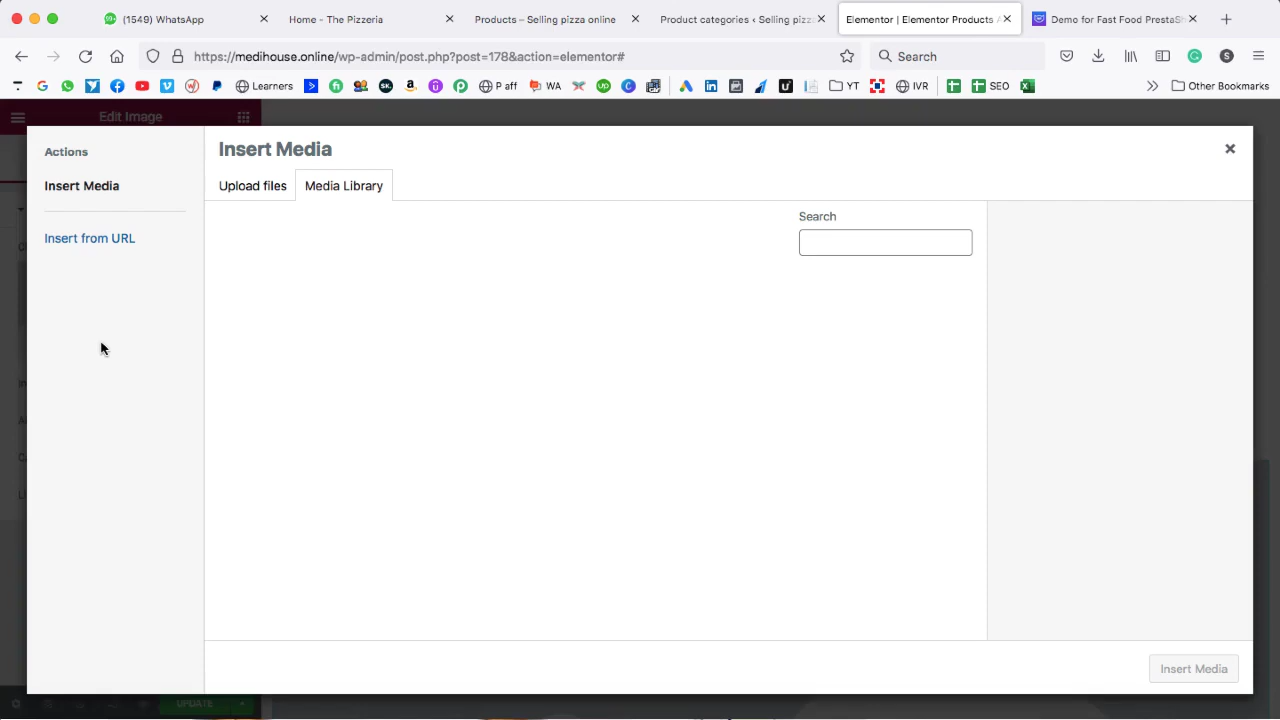 (1549) WhatsApp
Home - The Pizzeria
Products – Selling pizza online
Product categories ‹ Selling pizz
Elementor | Elementor Products A
Demo for Fast Food PrestaSh
https://medihouse.online/wp-admin/post.php?post=178&action=elementor#
Search
Learners
P aff
WA
YT
IVR
SEO
Other Bookmarks
Edit Image
Actions
Insert Media
Insert from URL
Insert Media
Upload files
Media Library
Search
Insert Media
UPDATE